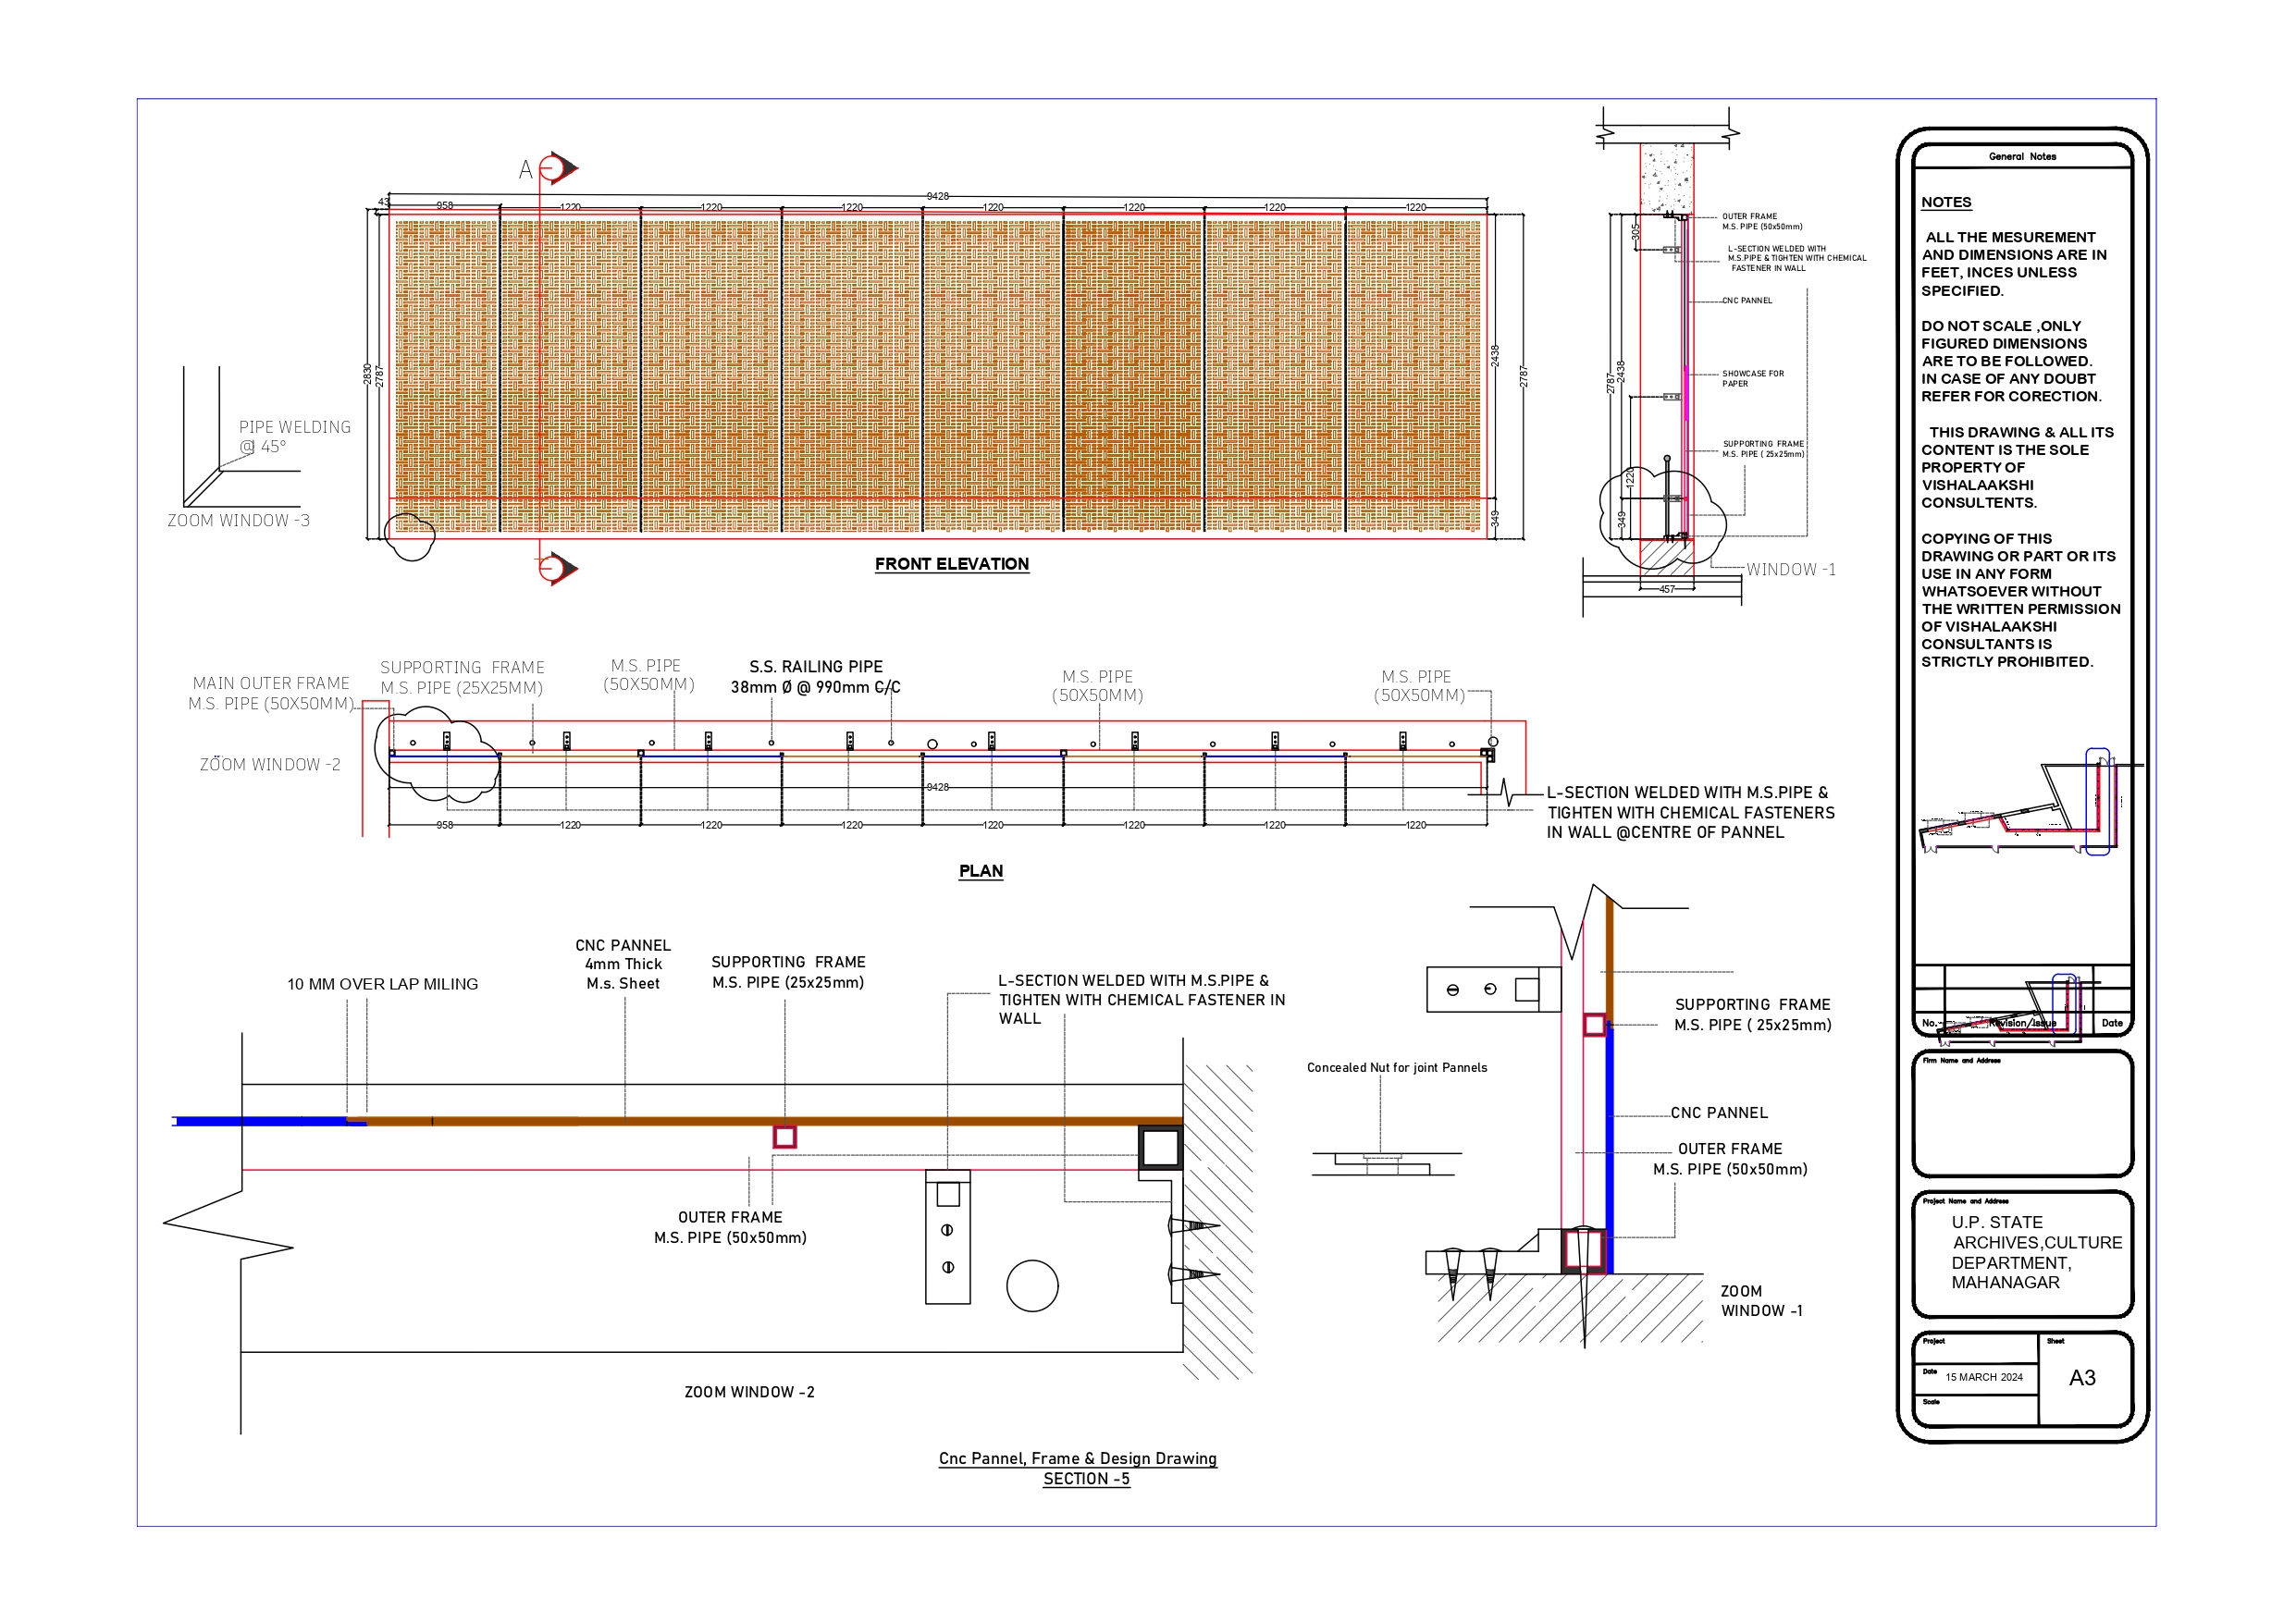 A
9428
43
958
1220
1220
1220
1220
1220
1220
1220
2830
2787
2438
349
2787
FRONT ELEVATION
PIPE WELDING
@ 45°
ZOOM WINDOW -3
305
2787
2438
1220
349
457
OUTER FRAME
M.S. PIPE (50x50mm)
L-SECTION WELDED WITH
M.S.PIPE & TIGHTEN WITH CHEMICAL
FASTENER IN WALL
CNC PANNEL
SHOWCASE FOR
PAPER
SUPPORTING FRAME
M.S. PIPE ( 25x25mm)
WINDOW -1
MAIN OUTER FRAME
M.S. PIPE (50X50MM)
SUPPORTING FRAME
M.S. PIPE (25X25MM)
M.S. PIPE
(50X50MM)
S.S. RAILING PIPE
38mm Ø @ 990mm C/C
M.S. PIPE
(50X50MM)
M.S. PIPE
(50X50MM)
ZOOM WINDOW -2
9428
958
1220
1220
1220
1220
1220
1220
1220
L-SECTION WELDED WITH M.S.PIPE &
TIGHTEN WITH CHEMICAL FASTENERS
IN WALL @CENTRE OF PANNEL
PLAN
10 MM OVER LAP MILING
CNC PANNEL
4mm Thick
M.s. Sheet
SUPPORTING FRAME
M.S. PIPE (25x25mm)
L-SECTION WELDED WITH M.S.PIPE &
TIGHTEN WITH CHEMICAL FASTENER IN
WALL
OUTER FRAME
M.S. PIPE (50x50mm)
ZOOM WINDOW -2
Concealed Nut for joint Pannels
SUPPORTING FRAME
M.S. PIPE ( 25x25mm)
CNC PANNEL
OUTER FRAME
M.S. PIPE (50x50mm)
ZOOM
WINDOW -1
Cnc Pannel, Frame & Design Drawing
SECTION -5
General Notes
NOTES
ALL THE MESUREMENT
AND DIMENSIONS ARE IN
FEET, INCES UNLESS
SPECIFIED.
DO NOT SCALE ,ONLY
FIGURED DIMENSIONS
ARE TO BE FOLLOWED.
IN CASE OF ANY DOUBT
REFER FOR CORECTION.
THIS DRAWING & ALL ITS
CONTENT IS THE SOLE
PROPERTY OF
VISHALAAKSHI
CONSULTENTS.
COPYING OF THIS
DRAWING OR PART OR ITS
USE IN ANY FORM
WHATSOEVER WITHOUT
THE WRITTEN PERMISSION
OF VISHALAAKSHI
CONSULTANTS IS
STRICTLY PROHIBITED.
No. Revision/Issue Date
Firm Name and Address
Project Name and Address
U.P. STATE
ARCHIVES,CULTURE
DEPARTMENT,
MAHANAGAR
Project
Sheet
Date 15 MARCH 2024
A3
Scale